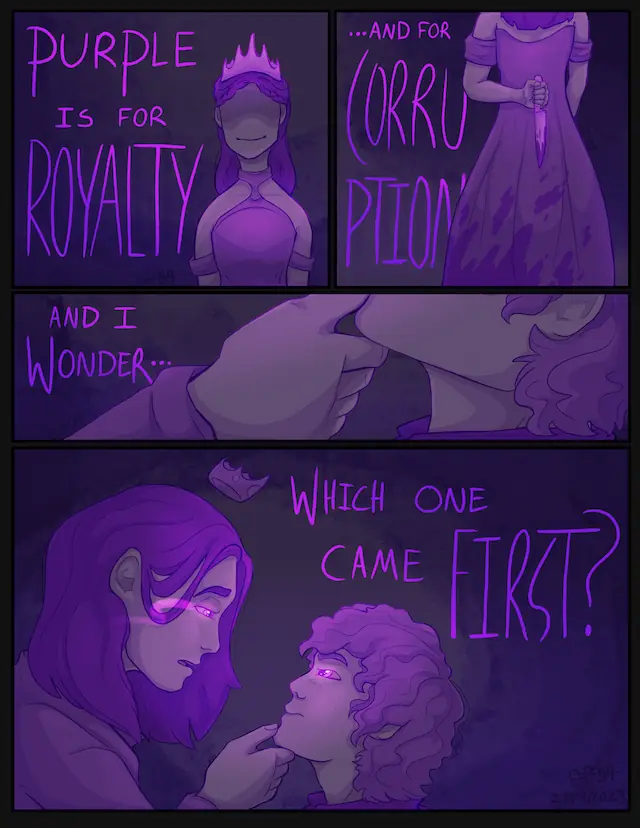 PURPLE
IS FOR
ROYALTY
...AND FOR
CORRU
PTION
AND I
WONDER...
WHICH ONE
CAME FIRST?